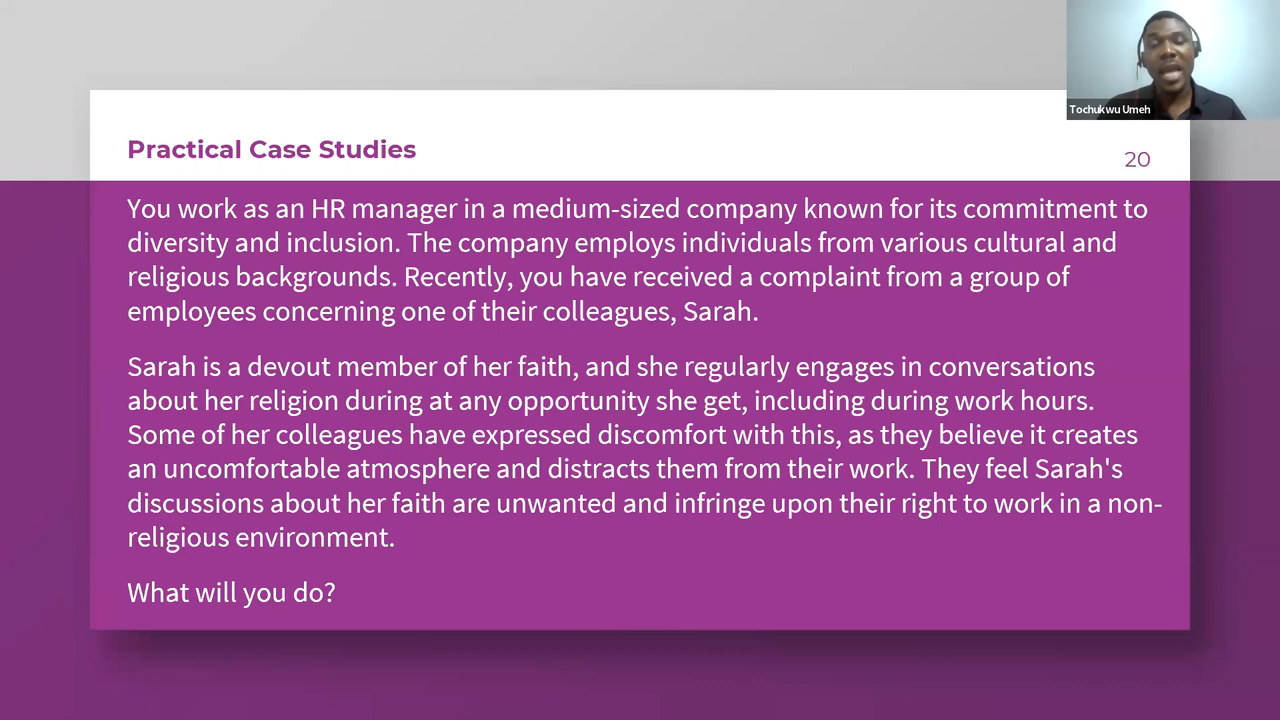 Tochukwu Umeh
Practical Case Studies
20
You work as an HR manager in a medium-sized company known for its commitment to
diversity and inclusion. The company employs individuals from various cultural and
religious backgrounds. Recently, you have received a complaint from a group of
employees concerning one of their colleagues, Sarah.
Sarah is a devout member of her faith, and she regularly engages in conversations
about her religion during at any opportunity she get, including during work hours.
Some of her colleagues have expressed discomfort with this, as they believe it creates
an uncomfortable atmosphere and distracts them from their work. They feel Sarah's
discussions about her faith are unwanted and infringe upon their right to work in a non-
religious environment.
What will you do?